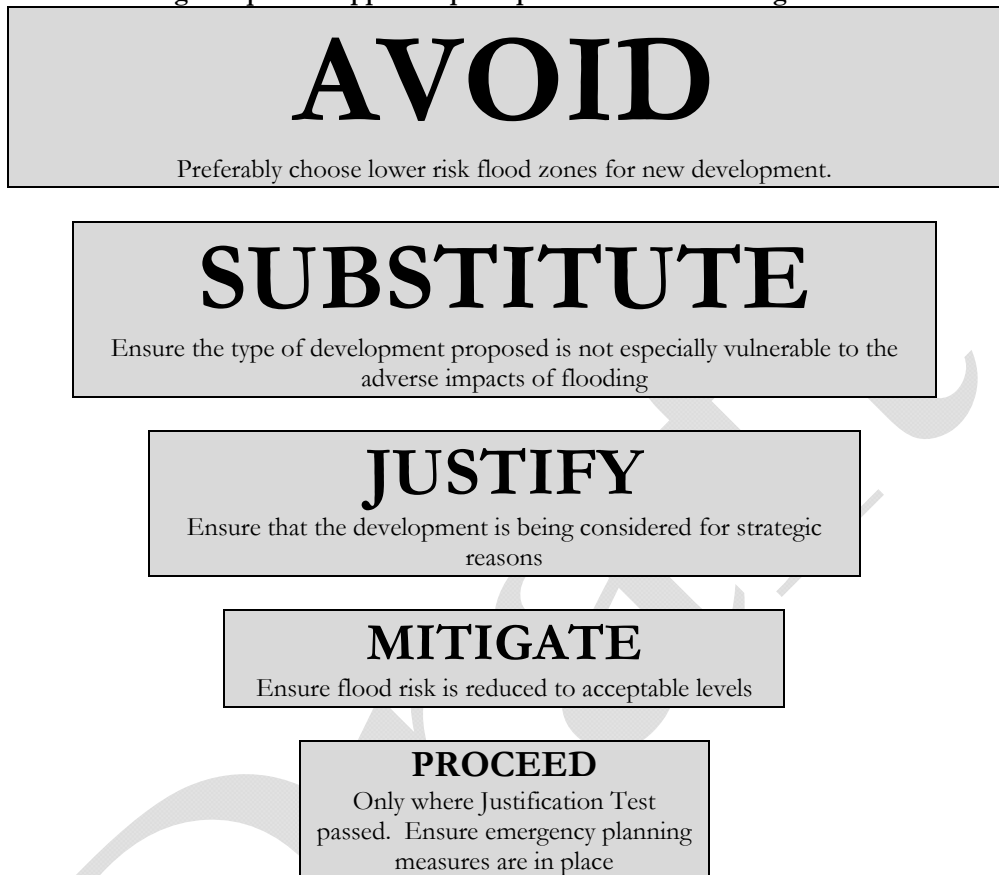 AVOID
Preferably choose lower risk flood zones for new development.
SUBSTITUTE
Ensure the type of development proposed is not especially vulnerable to the
adverse impacts of flooding
JUSTIFY
Ensure that the development is being considered for strategic
reasons
MITIGATE
Ensure flood risk is reduced to acceptable levels
PROCEED
Only where Justification Test
passed.  Ensure emergency planning
measures are in place